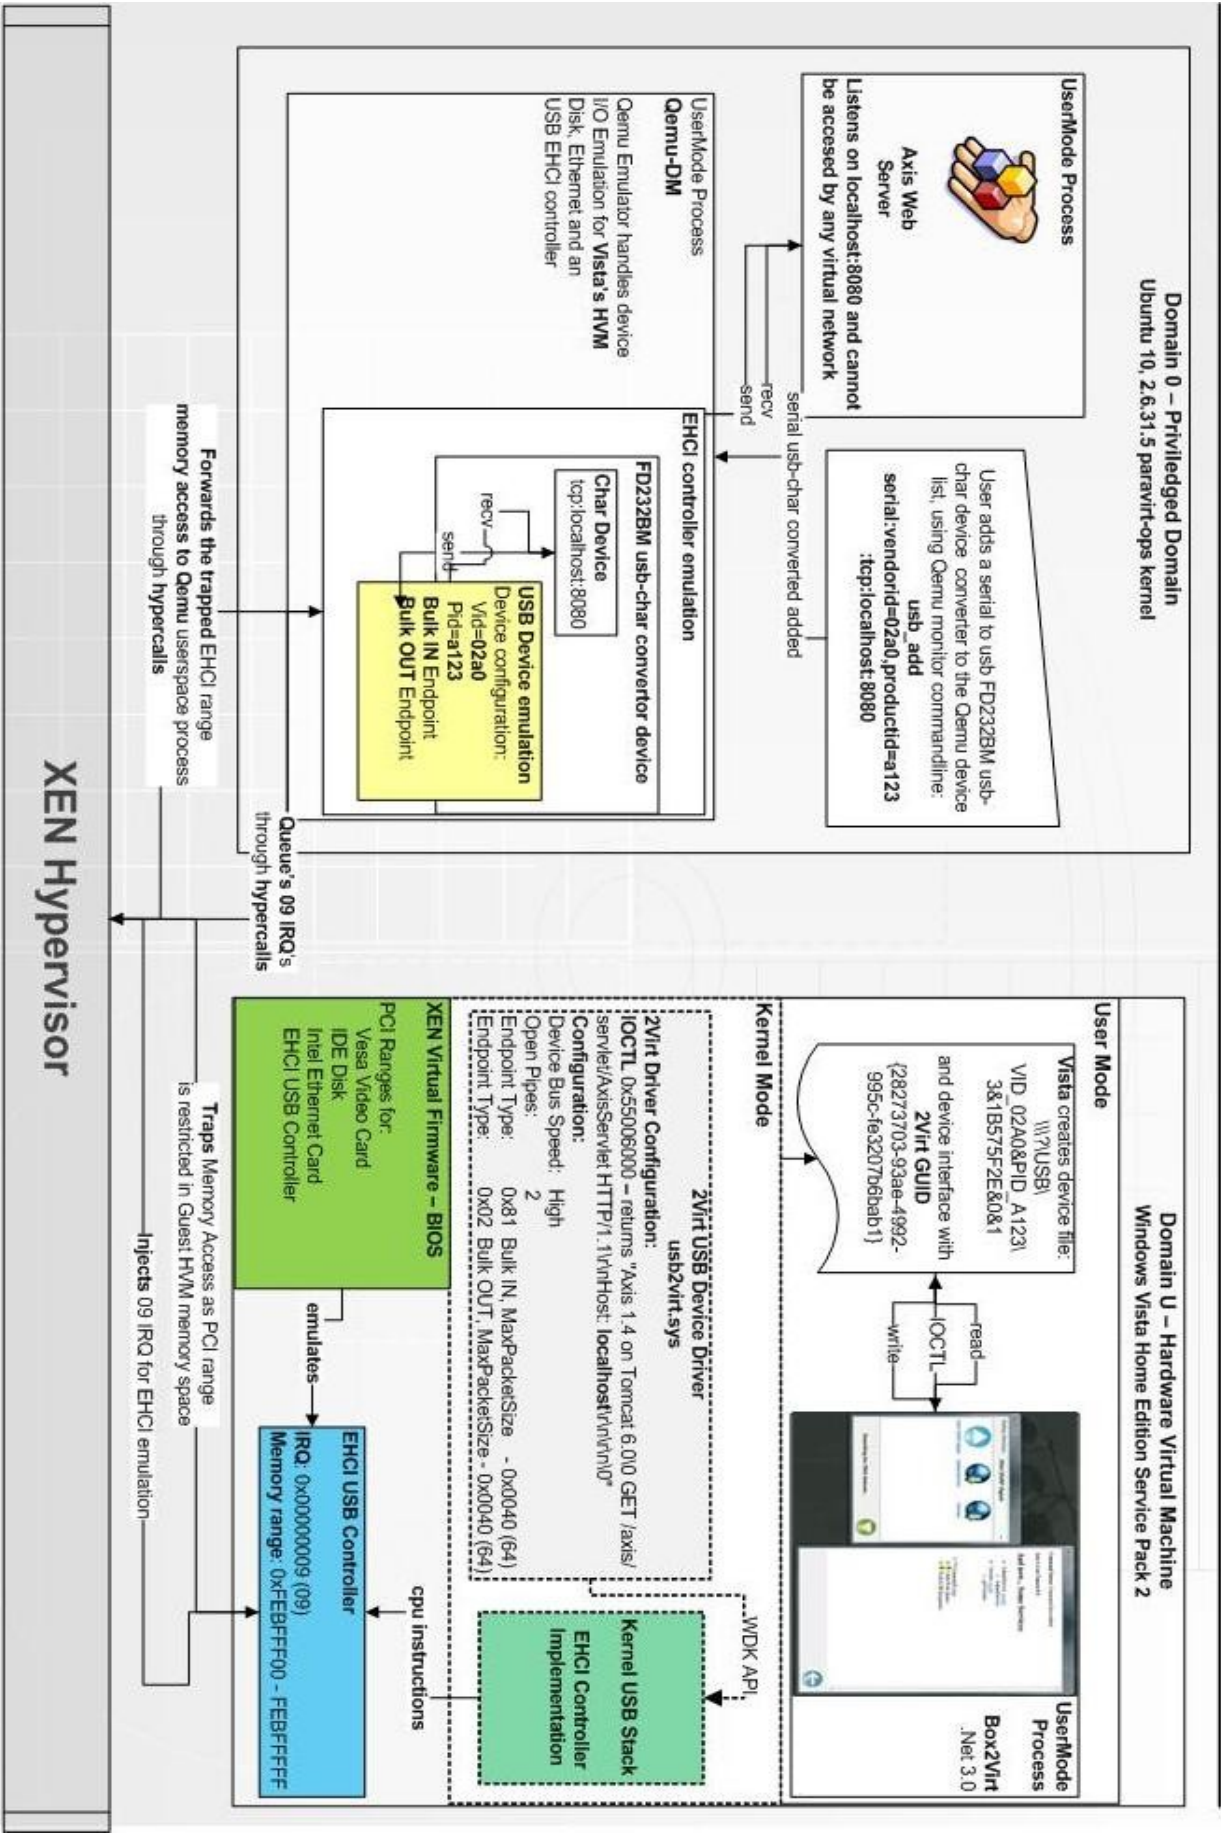 Domain 0 – Priviledged Domain
Ubuntu 10, 2.6.31.5 paravirt-ops kernel
UserMode Process
Axis Web
Server
Listens on localhost:8080 and cannot
be accesed by any virtual network
User adds a serial to usb FD232BM usb-
char device converter to the Qemu device
list, using Qemu monitor commandline:
usb_add
serial:vendorid=02a0,productid=a123
:tcp:localhost:8080
serial usb-char converted added
recv
send
UserMode Process
Qemu-DM
Qemu Emulator handles device
I/O Emulation for Vista's HVM
Disk, Ethernet and an
USB EHCI controller
EHCI controller emulation
FD232BM usb-char convertor device
Char Device
tcp:localhost:8080
recv
send
USB Device emulation
Device configuration:
Vid=02a0
Pid=a123
Bulk IN Endpoint
Bulk OUT Endpoint
Forwards the trapped EHCI range
memory access to Qemu userspace process
through hypercalls
Queue's 09 IRQ's
through hypercalls
Domain U – Hardware Virtual Machine
Windows Vista Home Edition Service Pack 2
User Mode
Vista creates device file:
\\\?\USB\
VID_02A0&PID_A123\
3&1B575F2E&0&1
and device interface with
2Virt GUID
{28273703-93ae-4992-
995c-fe3207b6bab1}
read
IOCTL
write
UserMode
Process
Box2Virt
.Net 3.0
Kernel Mode
2Virt USB Device Driver
usb2virt.sys
2Virt Driver Configuration:
IOCTL 0x55006000 – returns "Axis 1.4 on Tomcat 6.0\0 GET /axis/
servlet/AxisServlet HTTP/1.1\r\nHost: localhost\r\n\r\n\0"
Configuration:
Device Bus Speed: High
Open Pipes: 2
Endpoint Type: 0x81 Bulk IN, MaxPacketSize - 0x0040 (64)
Endpoint Type: 0x02 Bulk OUT, MaxPacketSize - 0x0040 (64)
WDK API
Kernel USB Stack
EHCI Controller
Implementation
cpu instructions
XEN Virtual Firmware – BIOS
PCI Ranges for:
Vesa Video Card
IDE Disk
Intel Ethernet Card
EHCI USB Controller
emulates
EHCI USB Controller
IRQ: 0x00000009 (09)
Memory range: 0xFEBFFF00 - FEBFFFFF
Traps Memory Access as PCI range
is restricted in Guest HVM memory space
Injects 09 IRQ for EHCI emulation
XEN Hypervisor